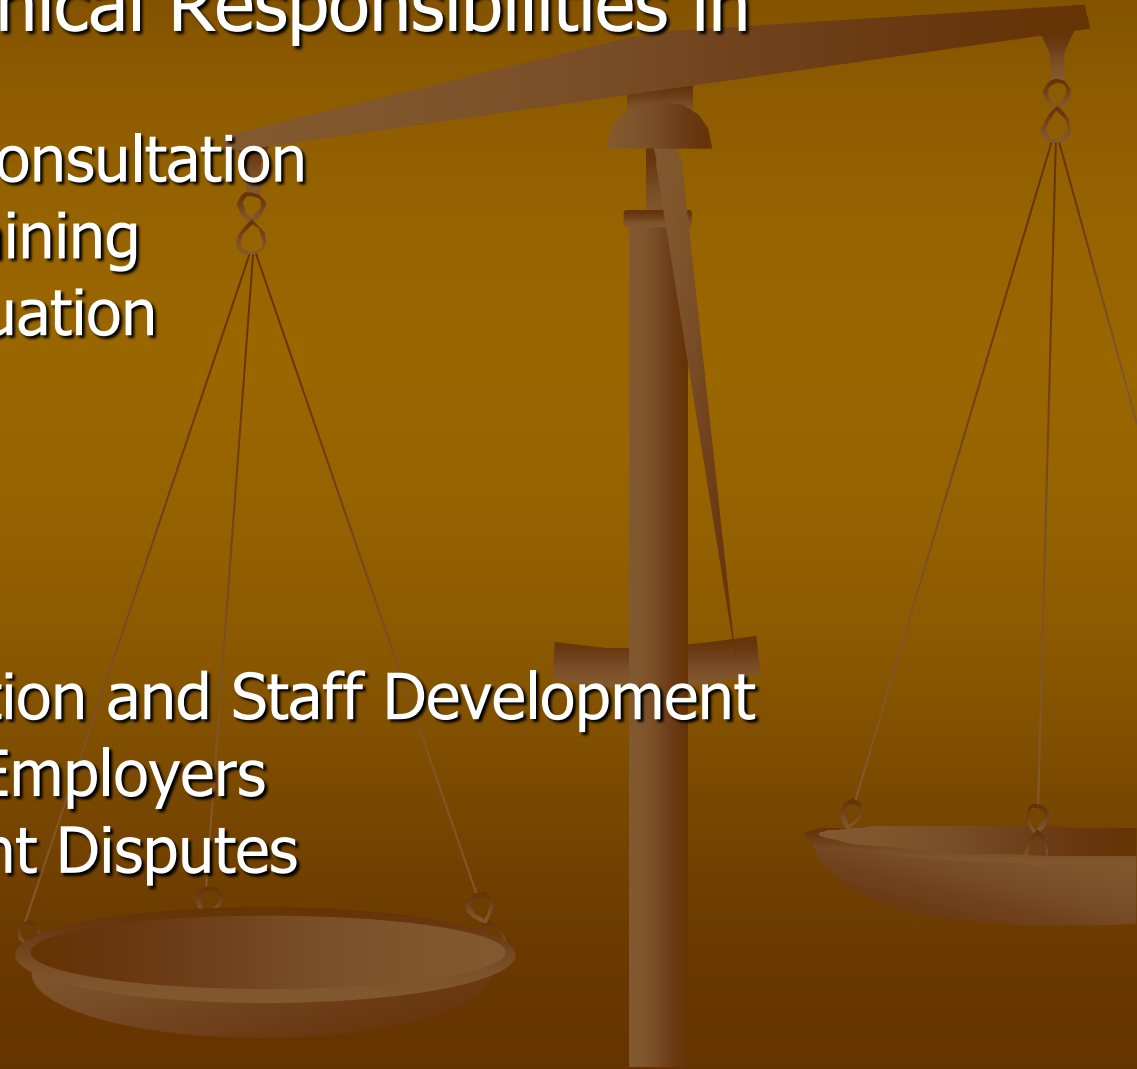 nical Responsibilities in
onsultation
ining
uation
tion and Staff Development
Employers
nt Disputes